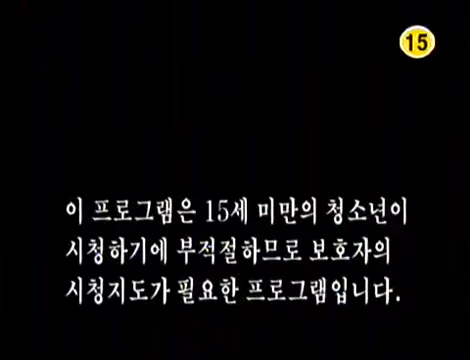 15
이 프로그램은 15세 미만의 청소년이
시청하기에 부적절하므로 보호자의
시청지도가 필요한 프로그램입니다.